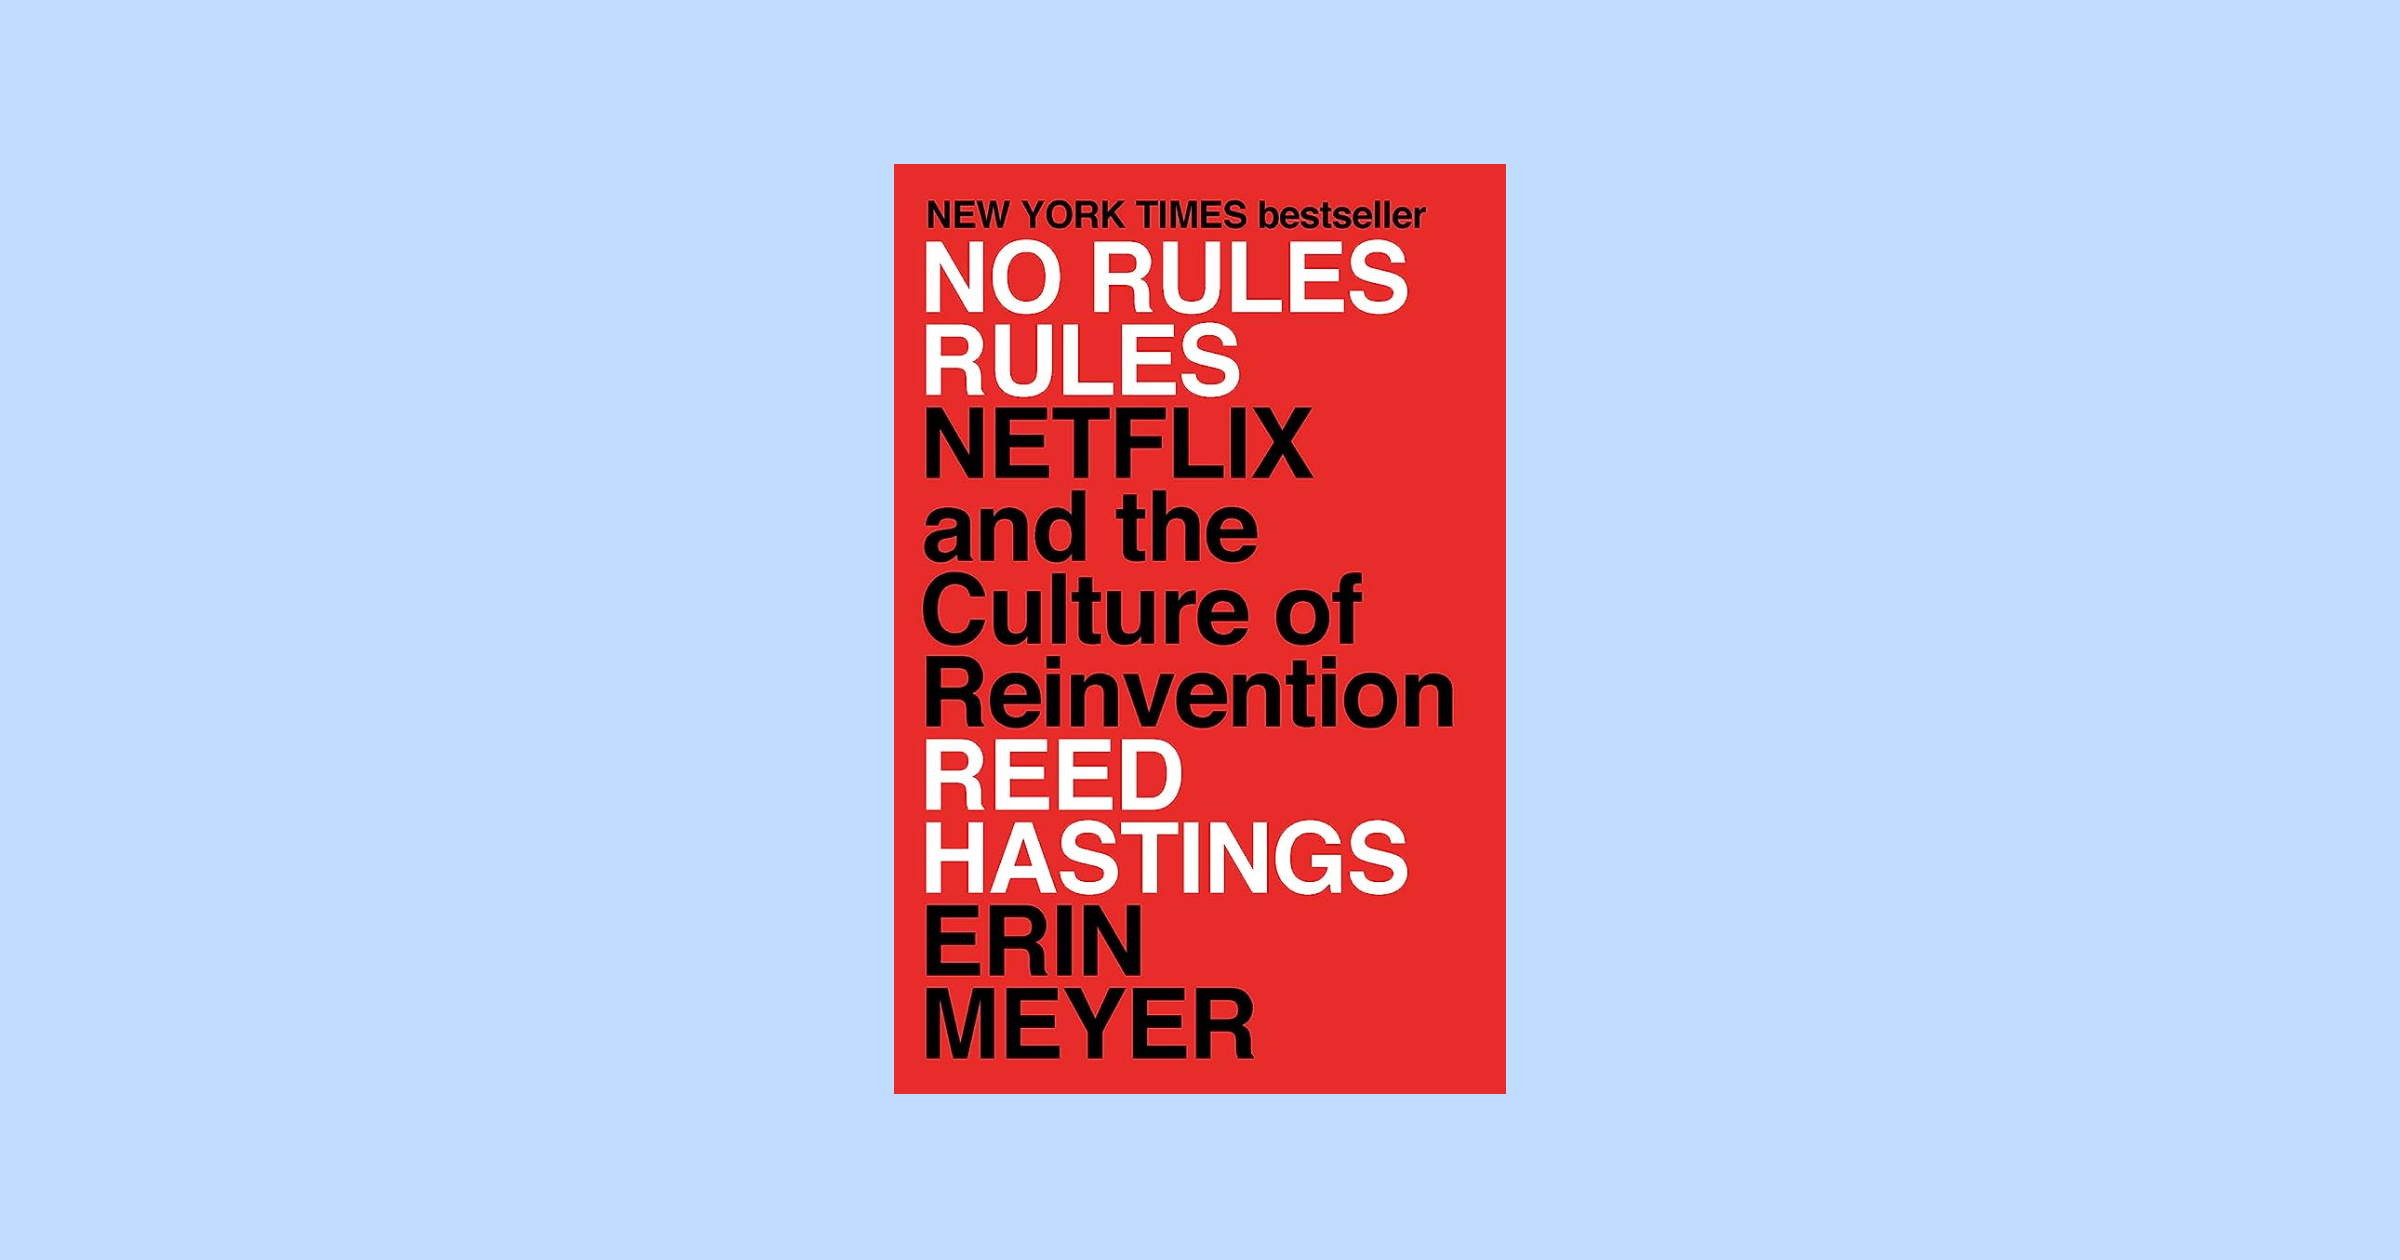 NEW YORK TIMES bestseller
NO RULES
RULES
NETFLIX
and the
Culture of
Reinvention
REED
HASTINGS
ERIN
MEYER